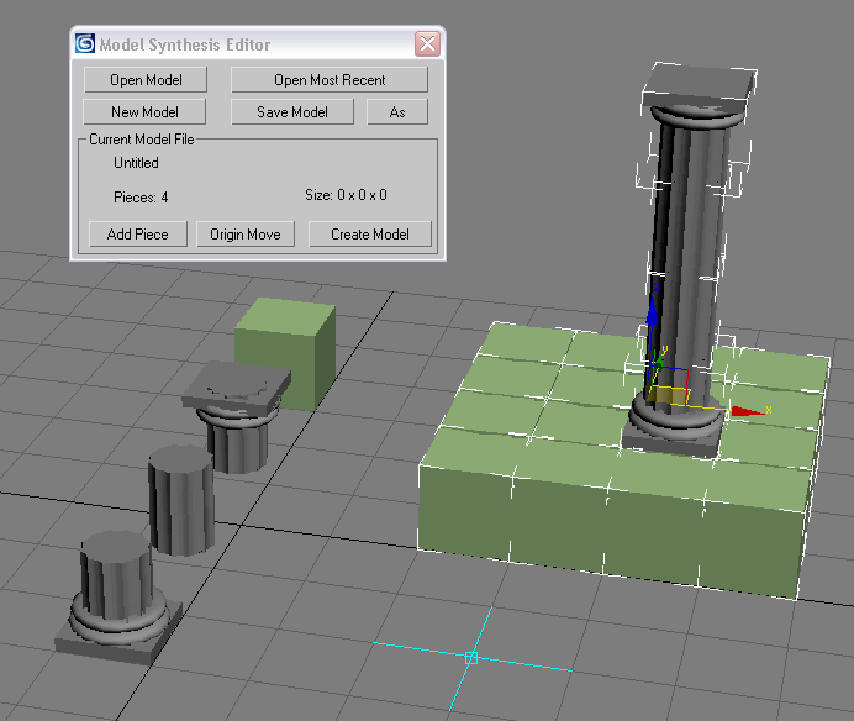 Model Synthesis Editor
Open Model
Open Most Recent
New Model
Save Model
As
Current Model File
Untitled
Pieces: 4
Size: 0 x 0 x 0
Add Piece
Origin Move
Create Model
x